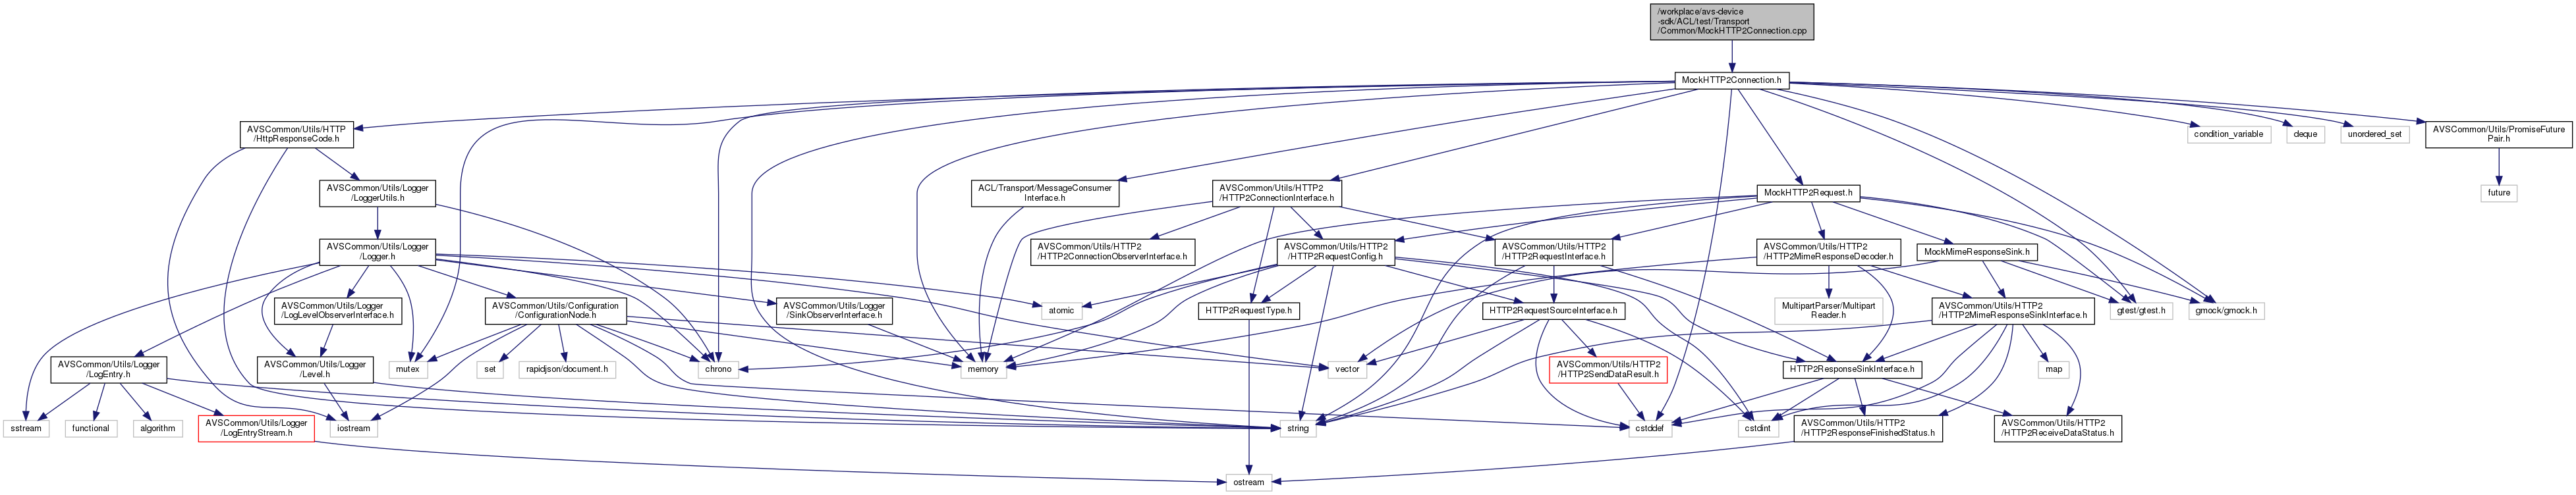 /workplace/avs-device
-sdk/ACL/test/Transport
/Common/MockHTTP2Connection.cpp
MockHTTP2Connection.h
AVSCommon/Utils/HTTP
/HttpResponseCode.h
condition_variable
deque
unordered_set
AVSCommon/Utils/PromiseFuture
Pair.h
AVSCommon/Utils/Logger
/LoggerUtils.h
ACL/Transport/MessageConsumer
Interface.h
AVSCommon/Utils/HTTP2
/HTTP2ConnectionInterface.h
MockHTTP2Request.h
future
AVSCommon/Utils/Logger
/Logger.h
AVSCommon/Utils/HTTP2
/HTTP2ConnectionObserverInterface.h
AVSCommon/Utils/HTTP2
/HTTP2RequestConfig.h
AVSCommon/Utils/HTTP2
/HTTP2RequestInterface.h
AVSCommon/Utils/HTTP2
/HTTP2MimeResponseDecoder.h
MockMimeResponseSink.h
AVSCommon/Utils/Logger
/LogLevelObserverInterface.h
AVSCommon/Utils/Configuration
/ConfigurationNode.h
AVSCommon/Utils/Logger
/SinkObserverInterface.h
atomic
HTTP2RequestType.h
HTTP2RequestSourceInterface.h
MultipartParser/Multipart
Reader.h
AVSCommon/Utils/HTTP2
/HTTP2MimeResponseSinkInterface.h
gtest/gtest.h
gmock/gmock.h
AVSCommon/Utils/Logger
/LogEntry.h
AVSCommon/Utils/Logger
/Level.h
mutex
set
rapidjson/document.h
chrono
memory
vector
AVSCommon/Utils/HTTP2
/HTTP2SendDataResult.h
HTTP2ResponseSinkInterface.h
map
sstream
functional
algorithm
AVSCommon/Utils/Logger
/LogEntryStream.h
iostream
string
cstddef
cstdint
AVSCommon/Utils/HTTP2
/HTTP2ResponseFinishedStatus.h
AVSCommon/Utils/HTTP2
/HTTP2ReceiveDataStatus.h
ostream